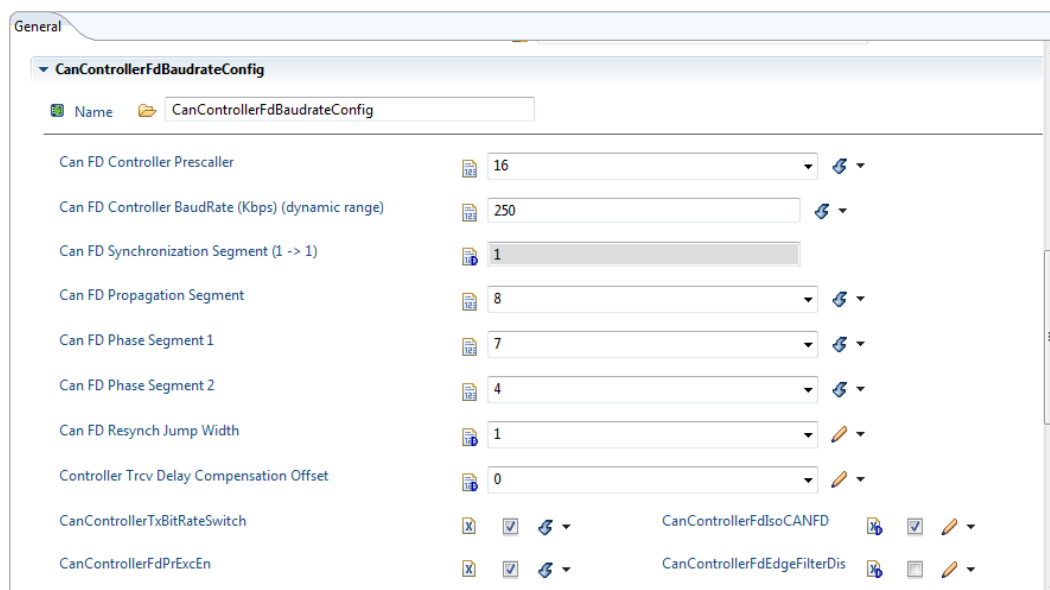 General
CanControllerFdBaudrateConfig
Name CanControllerFdBaudrateConfig
Can FD Controller Prescaller 16
Can FD Controller BaudRate (Kbps) (dynamic range) 250
Can FD Synchronization Segment (1 -> 1) 1
Can FD Propagation Segment 8
Can FD Phase Segment 1 7
Can FD Phase Segment 2 4
Can FD Resynch Jump Width 1
Controller Trcv Delay Compensation Offset 0
CanControllerTxBitRateSwitch CanControllerFdIsoCANFD
CanControllerFdPrExcEn CanControllerFdEdgeFilterDis